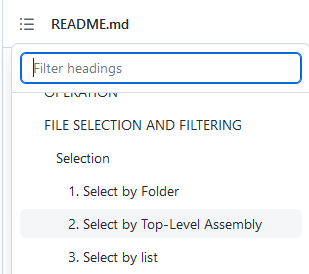 README.md
Filter headings
OPERATION
FILE SELECTION AND FILTERING
Selection
1. Select by Folder
2. Select by Top-Level Assembly
3. Select by list